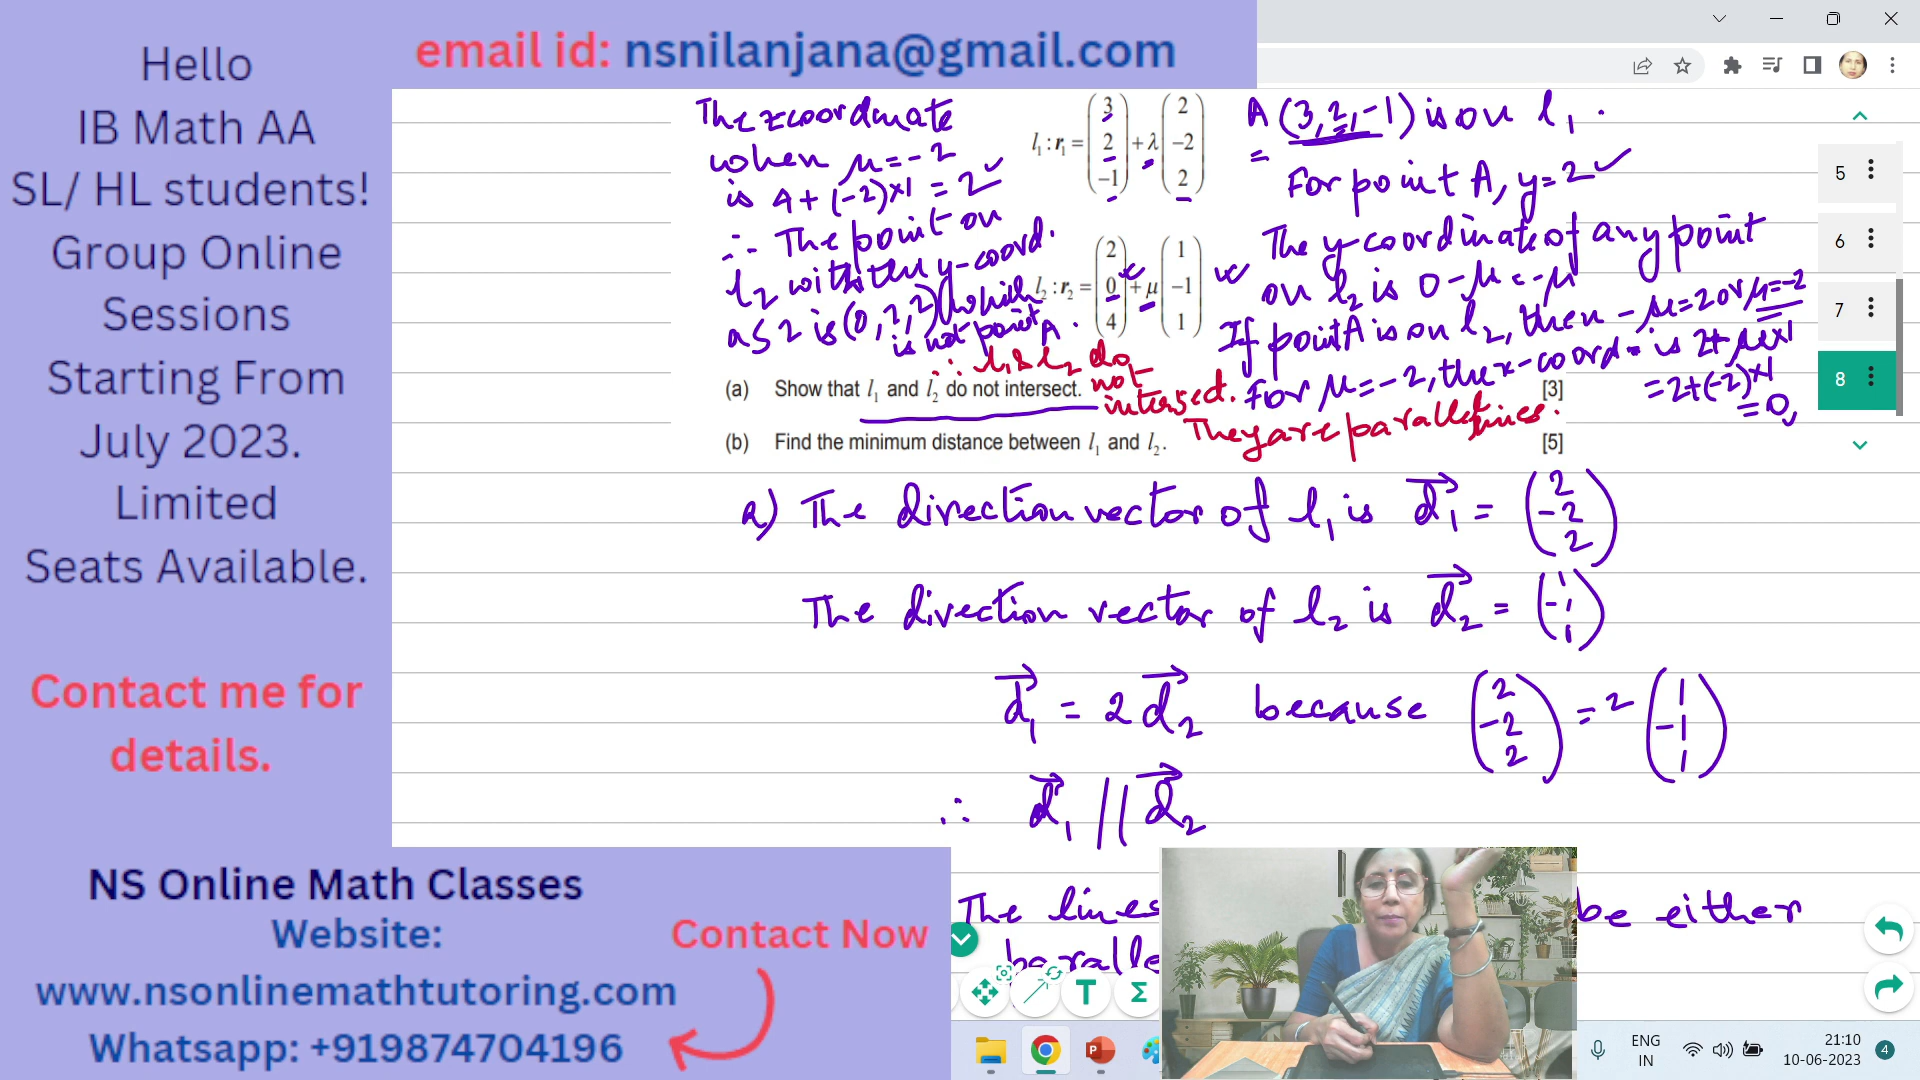 Hello
IB Math AA
SL/ HL students!
Group Online
Sessions
Starting From
July 2023.
Limited
Seats Available.
Contact me for
details.
email id: nsnilanjana@gmail.com
The z coordinate
when μ = -2
is 4 + (-2)×1 = 2 ✓
∴ The point on
l₂ with the y-coord.
as 2 is (0, 2, 2) which
is not point A.
∴ l₁ & l₂ do
not
intersect.
They are parallel lines.
l₁ : r₁ = (3 2 -1) + λ (2 -2 2)
l₂ : r₂ = (2 0 4) + μ (1 -1 1)
A (3, 2, -1) is on l₁.
For point A, y = 2 ✓
The y-coordinate of any point
on l₂ is 0 - μ = -μ
If point A is on l₂, then -μ = 2 or μ = -2
For μ = -2, the x-coord. is 2 + μ×1
= 2 + (-2)×1
= 0,
(a) Show that l₁ and l₂ do not intersect. [3]
(b) Find the minimum distance between l₁ and l₂. [5]
a) The direction vector of l₁ is d₁ = (2 -2 2)
The direction vector of l₂ is d₂ = (1 -1 1)
d₁ = 2 d₂ because (2 -2 2) = 2 (1 -1 1)
∴ d₁ // d₂
The lines be either
5
6
7
8
NS Online Math Classes
Website:
www.nsonlinemathtutoring.com
Whatsapp: +919874704196
Contact Now
T
Σ
ENG
IN
21:10
10-06-2023
4